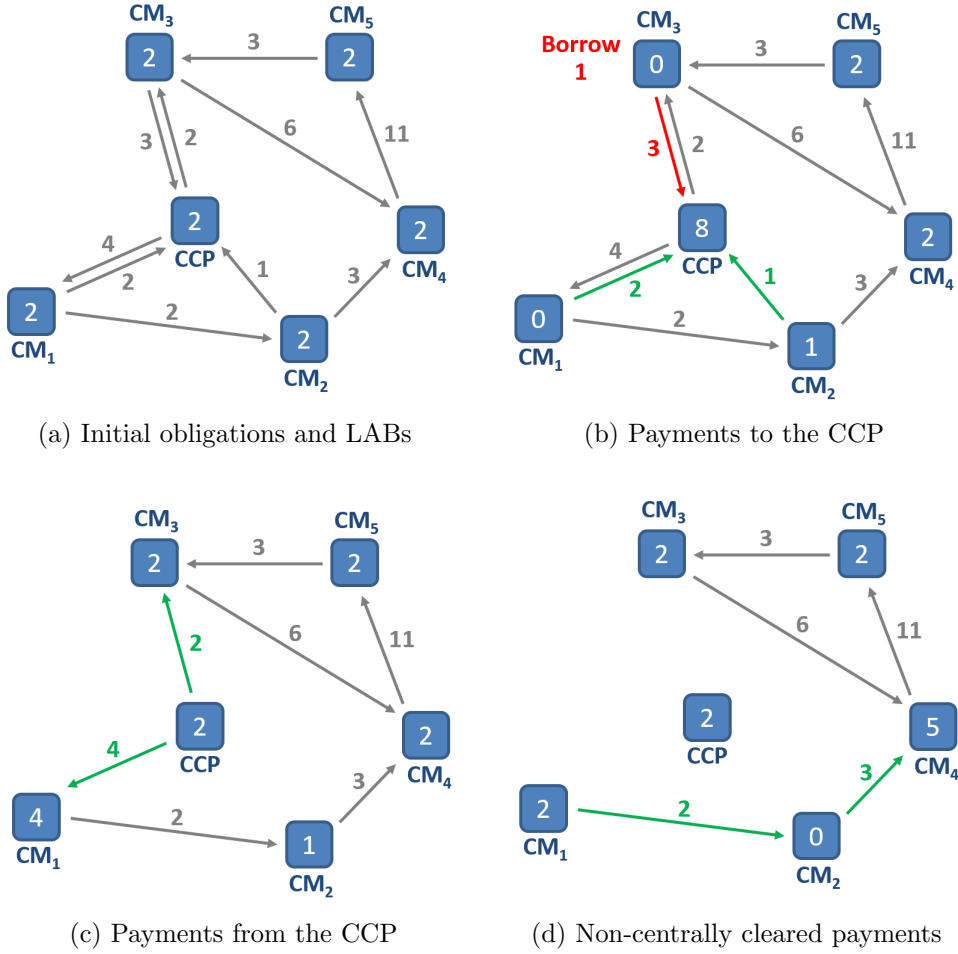 CM3
CM5
2
3
2
3
2
6
11
2
CCP
2
CM4
4
2
1
3
2
CM1
2
2
CM2
(a) Initial obligations and LABs
CM3
CM5
Borrow
1
0
3
2
3
2
6
11
8
CCP
2
CM4
4
2
1
3
0
CM1
2
1
CM2
(b) Payments to the CCP
CM3
CM5
2
3
2
2
6
11
2
CCP
2
CM4
4
3
4
CM1
2
1
CM2
(c) Payments from the CCP
CM3
CM5
2
3
2
6
11
2
CCP
5
CM4
3
2
CM1
2
0
CM2
(d) Non-centrally cleared payments